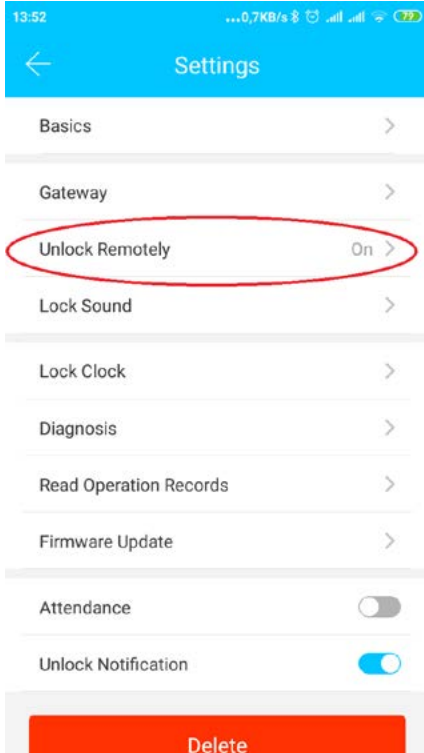 13:52 ...0,7KB/s 79
Settings
Basics
Gateway
Unlock Remotely On
Lock Sound
Lock Clock
Diagnosis
Read Operation Records
Firmware Update
Attendance
Unlock Notification
Delete